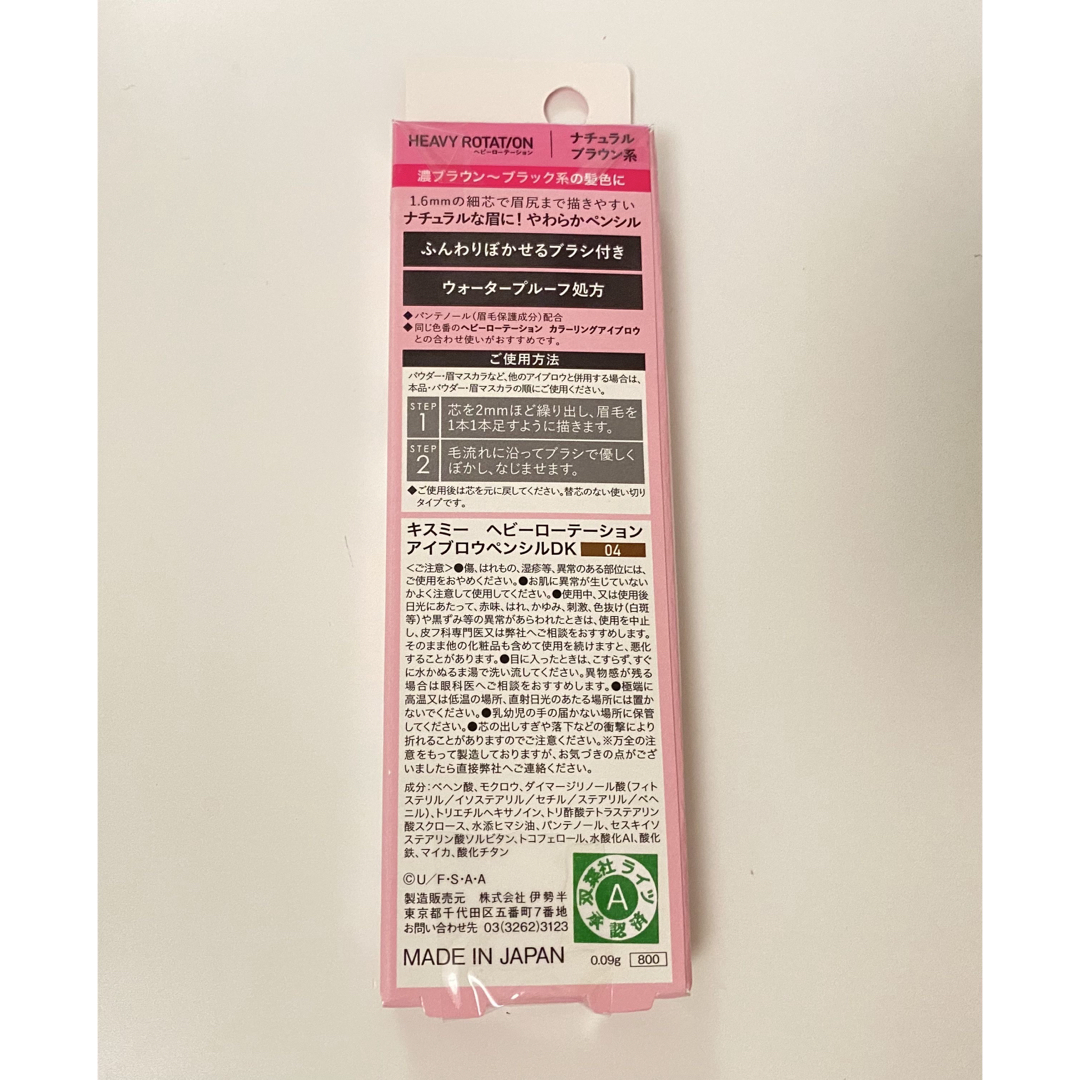 HEAVY ROTATION
ヘビーローテーション
ナチュラル
ブラウン系
濃ブラウン～ブラック系の髪色に
1.6mmの細芯で眉尻まで描きやすい
ナチュラルな眉に！やわらかペンシル
ふんわりぼかせるブラシ付き
ウォータープルーフ処方
◆パンテノール（眉毛保護成分）配合
◆同じ色番のヘビーローテーション カラーリングアイブロウ
との合わせ使いがおすすめです。
ご使用方法
パウダー・眉マスカラなど、他のアイブロウと併用する場合は、
本品・パウダー・眉マスカラの順にご使用ください。
STEP
1
芯を2mmほど繰り出し、眉毛を
1本1本足すように描きます。
STEP
2
毛流れに沿ってブラシで優しく
ぼかし、なじませます。
◆ご使用後は芯を元に戻してください。替芯のない使い切り
タイプです。
キスミー ヘビーローテーション
アイブロウペンシルDK 04
＜ご注意＞●傷、はれもの、湿疹等、異常のある部位には、
ご使用をおやめください。●お肌に異常が生じていない
かよく注意して使用してください。●使用中、又は使用後
日光にあたって、赤味、はれ、かゆみ、刺激、色抜け（白斑
等）や黒ずみ等の異常があらわれたときは、使用を中止
し、皮フ科専門医又は弊社へご相談をおすすめします。
そのまま他の化粧品も含めて使用を続けますと、悪化
することがあります。●目に入ったときは、こすらず、すぐ
に水かぬるま湯で洗い流してください。異物感が残る
場合は眼科医へご相談をおすすめします。●極端に
高温又は低温の場所、直射日光のあたる場所には置か
ないでください。●乳幼児の手の届かない場所に保管
してください。●芯の出しすぎや落下などの衝撃により
折れることがありますのでご注意ください。※万全の注
意をもって製造しておりますが、お気づきの点がござ
いましたら直接弊社へご連絡ください。
成分：ベヘン酸、モクロウ、ダイマージリノール酸（フィト
ステリル／イソステアリル／セチル／ステアリル／ベヘ
ニル）、トリエチルヘキサノイン、トリ酢酸テトラステアリン
酸スクロース、水添ヒマシ油、パンテノール、セスキイソ
ステアリン酸ソルビタン、トコフェロール、水酸化Al、酸化
鉄、マイカ、酸化チタン
©U／F・S・A・A
製造販売元 株式会社 伊勢半
東京都千代田区五番町7番地
お問い合わせ先 03(3262)3123
双葉社ライツ
A
承認済
MADE IN JAPAN
0.09g 800